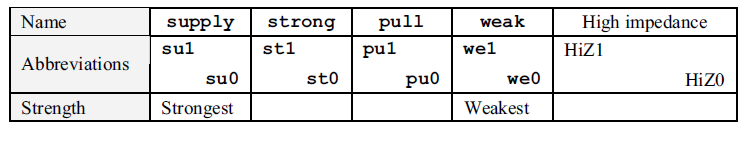 Name supply strong pull weak High impedance
Abbreviations su1 st1 pu1 we1 HiZ1
su0 st0 pu0 we0 HiZ0
Strength Strongest Weakest